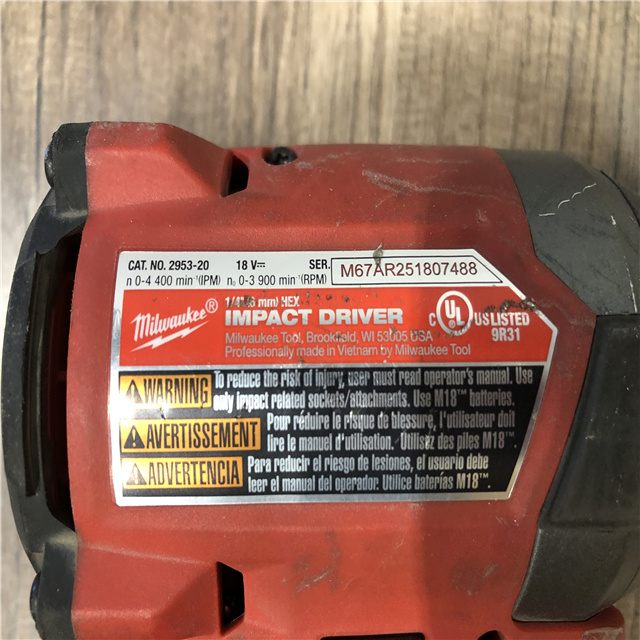 CAT. NO. 2953-20 18 V⎓ SER. M67AR251807488
n 0-4 400 min⁻¹(IPM) n₀ 0-3 900 min⁻¹(RPM)
1/4"(6 mm) HEX
Milwaukee® IMPACT DRIVER C UL US LISTED
Milwaukee Tool, Brookfield, WI 53005 USA 9R31
Professionally made in Vietnam by Milwaukee Tool
WARNING To reduce the risk of injury, user must read operator's manual. Use
only impact related sockets/attachments. Use M18™ batteries.
AVERTISSEMENT Pour réduire le risque de blessure, l'utilisateur doit
lire le manuel d'utilisation. Utilisez des piles M18™.
ADVERTENCIA Para reducir el riesgo de lesiones, el usuario debe
leer el manual del operador. Utilice baterías M18™.